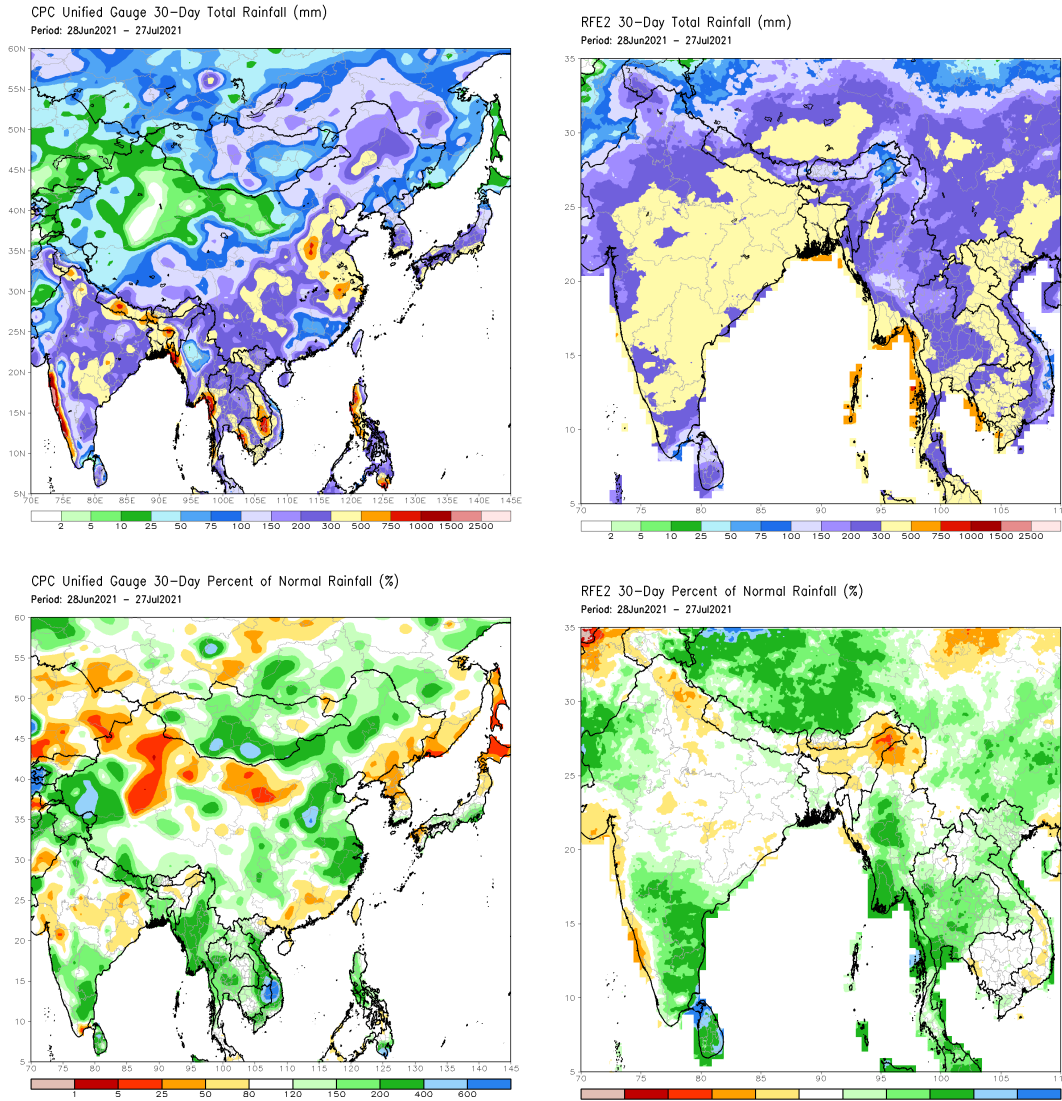 CPC Unified Gauge 30-Day Total Rainfall (mm)
Period: 28Jun2021 - 27Jul2021
60N
55N
50N
45N
40N
35N
30N
25N
20N
15N
10N
5N
70E 75E 80E 85E 90E 95E 100E 105E 110E 115E 120E 125E 130E 135E 140E 145E
2 5 10 25 50 75 100 150 200 300 500 750 1000 1500 2500
RFE2 30-Day Total Rainfall (mm)
Period: 28Jun2021 - 27Jul2021
35
30
25
20
15
10
5
70 75 80 85 90 95 100 105 11
2 5 10 25 50 75 100 150 200 300 500 750 1000 1500 2500
CPC Unified Gauge 30-Day Percent of Normal Rainfall (%)
Period: 28Jun2021 - 27Jul2021
60
55
50
45
40
35
30
25
20
15
10
5
70 75 80 85 90 95 100 105 110 115 120 125 130 135 140 145
1 5 25 50 80 120 150 200 400 600
RFE2 30-Day Percent of Normal Rainfall (%)
Period: 28Jun2021 - 27Jul2021
35
30
25
20
15
10
5
70 75 80 85 90 95 100 105 11